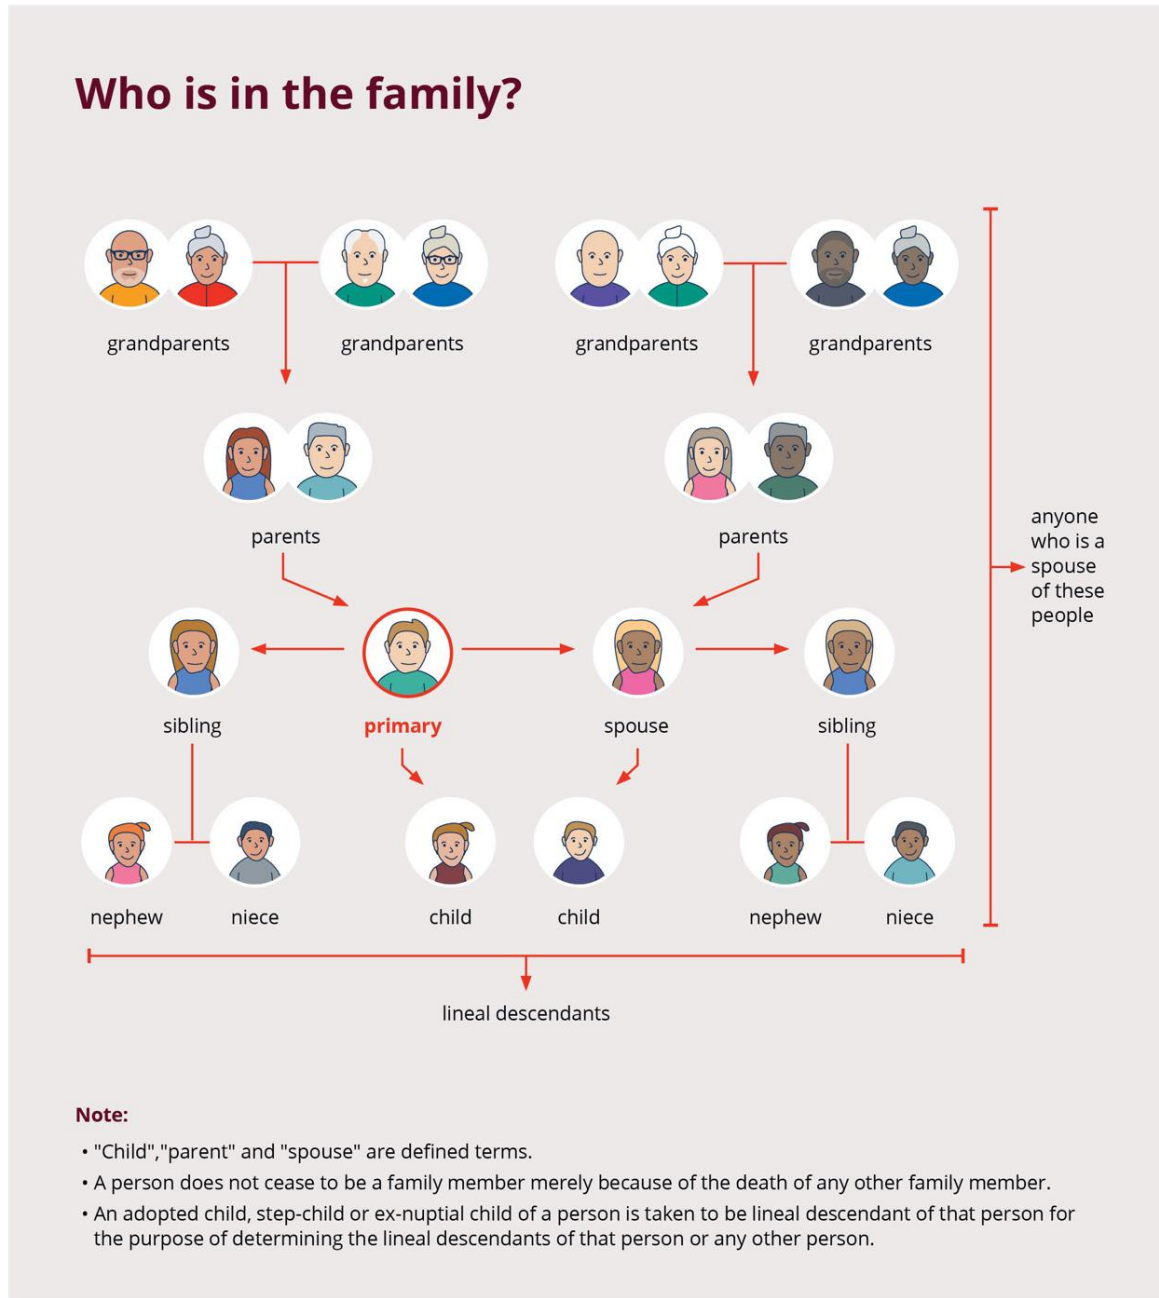 Who is in the family?
grandparents
grandparents
grandparents
grandparents
parents
parents
anyone
who is a
spouse
of these
people
sibling
primary
spouse
sibling
nephew
niece
child
child
nephew
niece
lineal descendants
Note:
• "Child","parent" and "spouse" are defined terms.
• A person does not cease to be a family member merely because of the death of any other family member.
• An adopted child, step-child or ex-nuptial child of a person is taken to be lineal descendant of that person for
the purpose of determining the lineal descendants of that person or any other person.